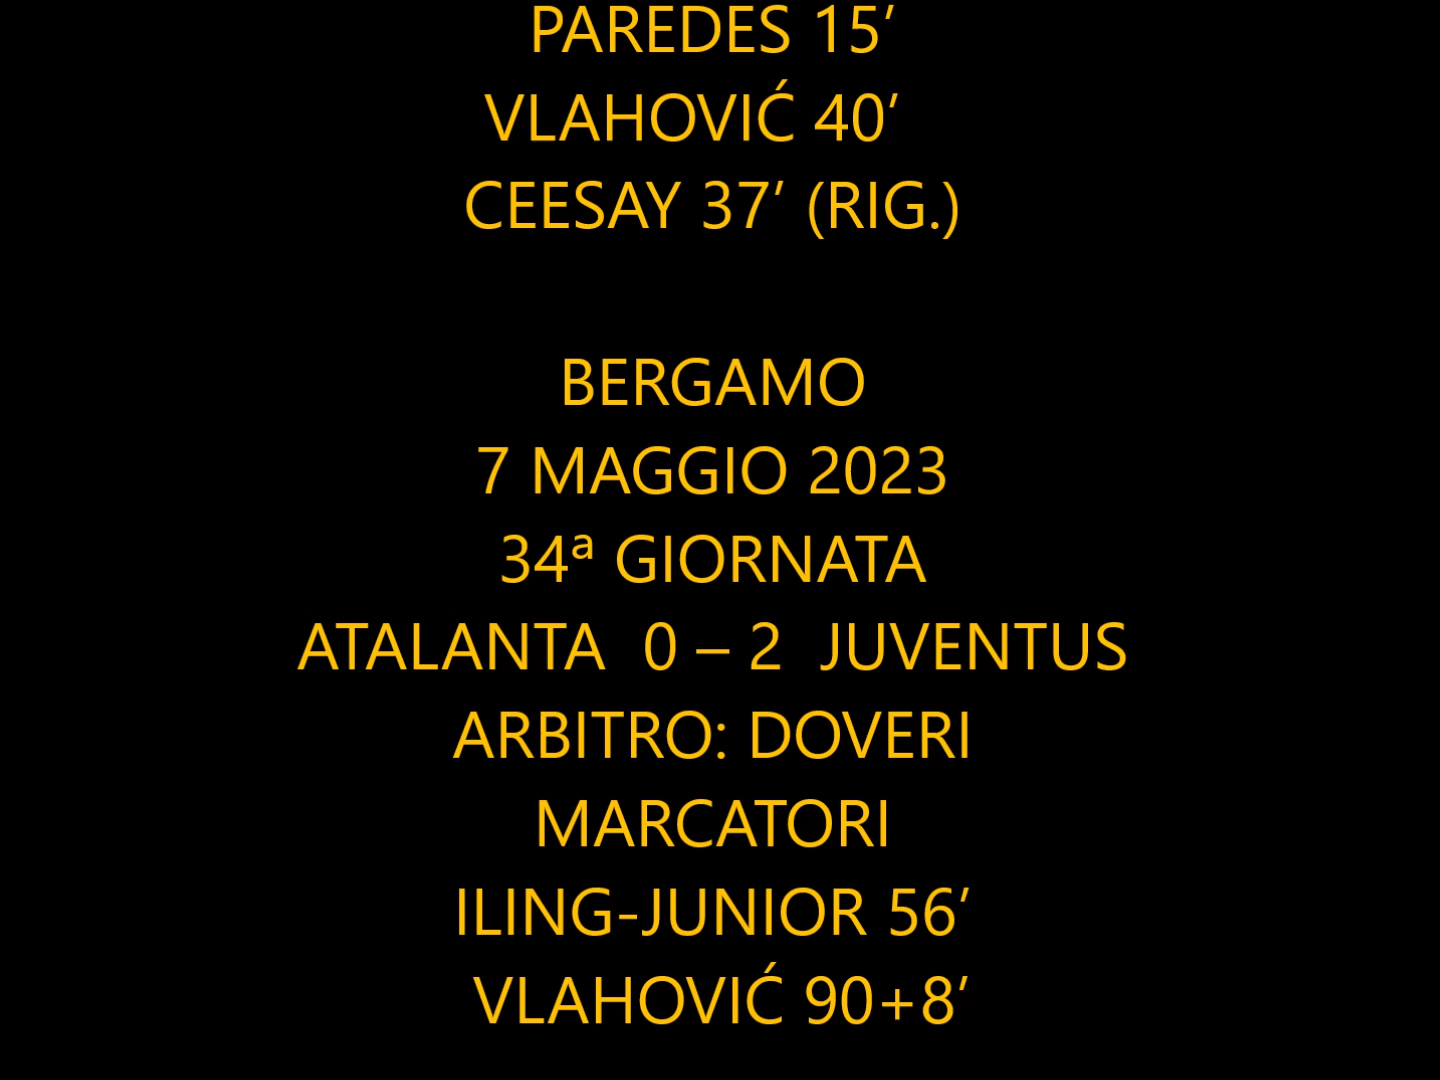 PAREDES 15’
VLAHOVIĆ 40’
CEESAY 37’ (RIG.)
BERGAMO
7 MAGGIO 2023
34ª GIORNATA
ATALANTA  0 – 2  JUVENTUS
ARBITRO: DOVERI
MARCATORI
ILING-JUNIOR 56’
VLAHOVIĆ 90+8’